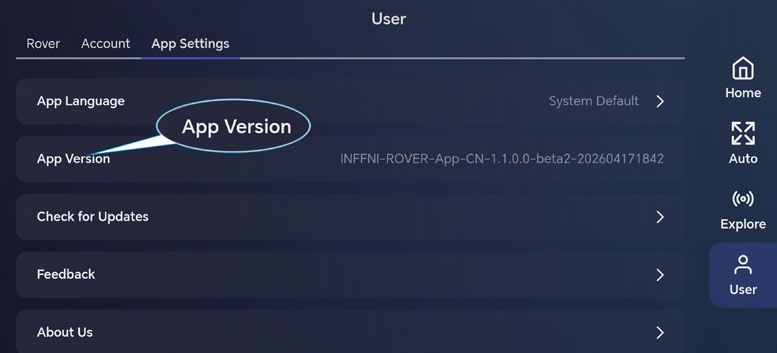 User
Rover Account App Settings
App Language System Default
App Version
App Version INFFNI-ROVER-App-CN-1.1.0.0-beta2-202604171842
Check for Updates
Feedback
About Us
Home
Auto
Explore
User